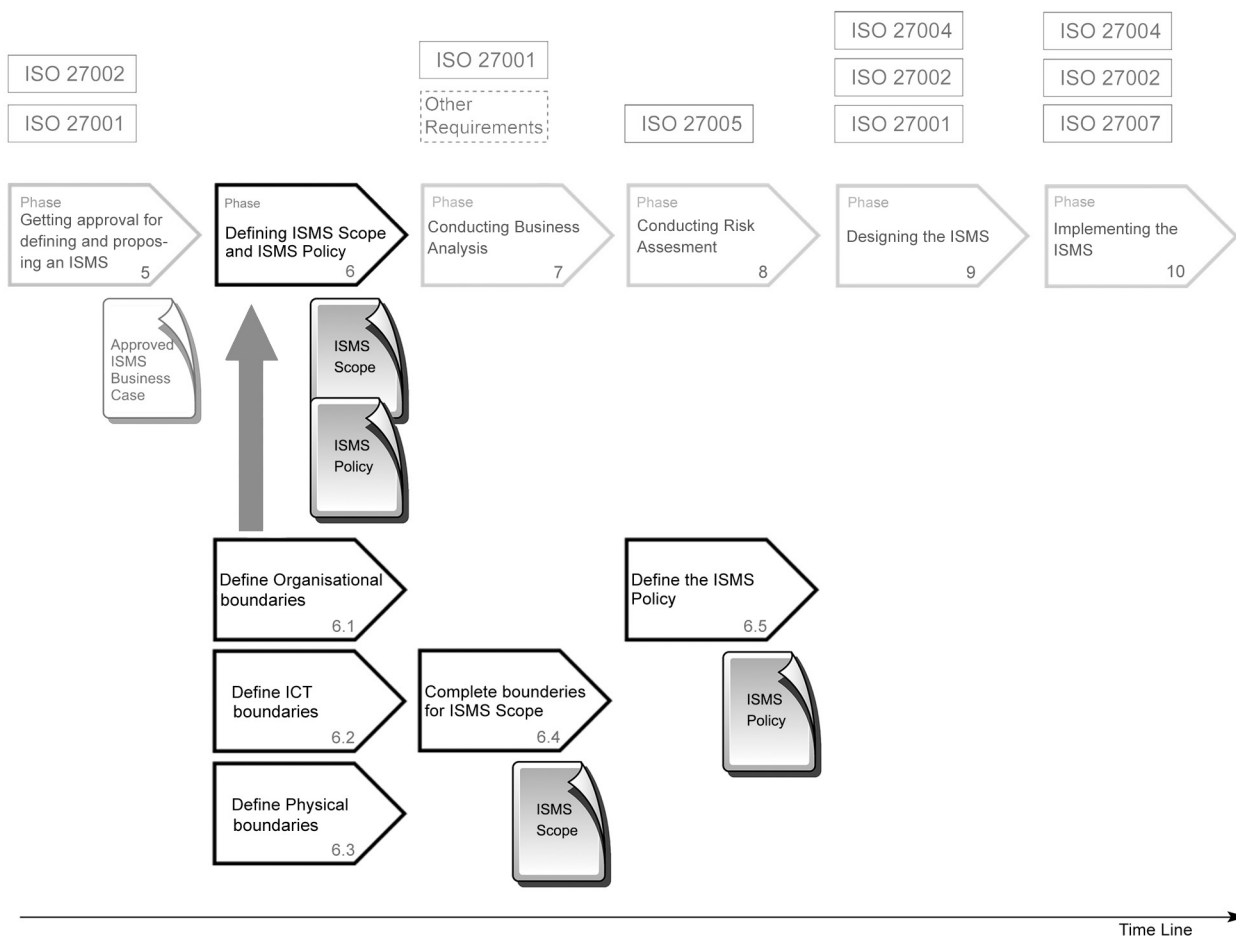 ISO 27002
ISO 27001
ISO 27001
Other
Requirements
ISO 27005
ISO 27004
ISO 27002
ISO 27001
ISO 27004
ISO 27002
ISO 27007
Phase
Getting approval for
defining and propos-
ing an ISMS
5
Phase
Defining ISMS Scope
and ISMS Policy
6
Phase
Conducting Business
Analysis
7
Phase
Conducting Risk
Assesment
8
Phase
Designing the ISMS
9
Phase
Implementing the
ISMS
10
Approved
ISMS
Business
Case
ISMS
Scope
ISMS
Policy
Define Organisational
boundaries
6.1
Define the ISMS
Policy
6.5
Define ICT
boundaries
6.2
Complete bounderies
for ISMS Scope
6.4
ISMS
Policy
Define Physical
boundaries
6.3
ISMS
Scope
Time Line